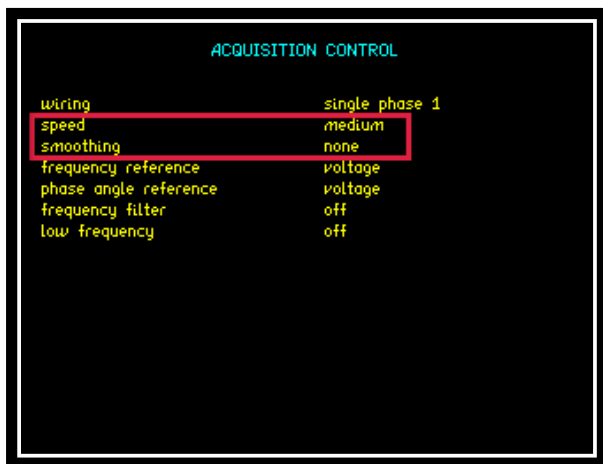 ACQUISITION CONTROL
wiring single phase 1
speed medium
smoothing none
frequency reference voltage
phase angle reference voltage
frequency filter off
low frequency off